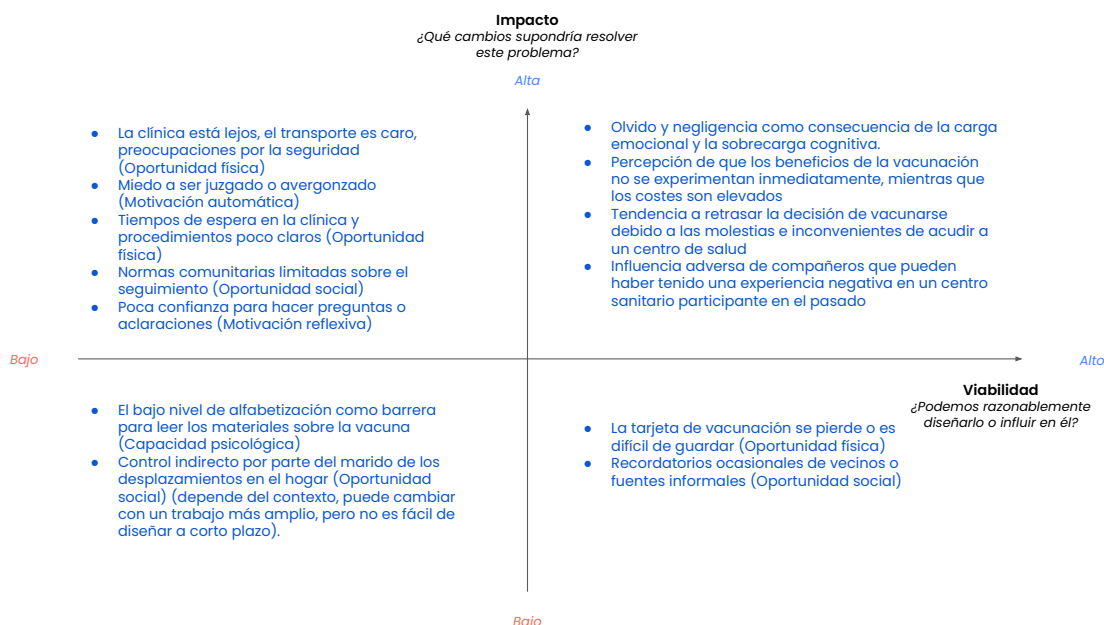 Impacto
¿Qué cambios supondría resolver
este problema?
Alta
● La clínica está lejos, el transporte es caro,
preocupaciones por la seguridad
(Oportunidad física)
● Miedo a ser juzgado o avergonzado
(Motivación automática)
● Tiempos de espera en la clínica y
procedimientos poco claros (Oportunidad
física)
● Normas comunitarias limitadas sobre el
seguimiento (Oportunidad social)
● Poca confianza para hacer preguntas o
aclaraciones (Motivación reflexiva)
● Olvido y negligencia como consecuencia de la carga
emocional y la sobrecarga cognitiva.
● Percepción de que los beneficios de la vacunación
no se experimentan inmediatamente, mientras que
los costes son elevados
● Tendencia a retrasar la decisión de vacunarse
debido a las molestias e inconvenientes de acudir a
un centro de salud
● Influencia adversa de compañeros que pueden
haber tenido una experiencia negativa en un centro
sanitario participante en el pasado
Bajo
Alto
Viabilidad
¿Podemos razonablemente
diseñarlo o influir en él?
● El bajo nivel de alfabetización como barrera
para leer los materiales sobre la vacuna
(Capacidad psicológica)
● Control indirecto por parte del marido de los
desplazamientos en el hogar (Oportunidad
social) (depende del contexto, puede cambiar
con un trabajo más amplio, pero no es fácil de
diseñar a corto plazo).
● La tarjeta de vacunación se pierde o es
difícil de guardar (Oportunidad física)
● Recordatorios ocasionales de vecinos o
fuentes informales (Oportunidad social)
Bajo